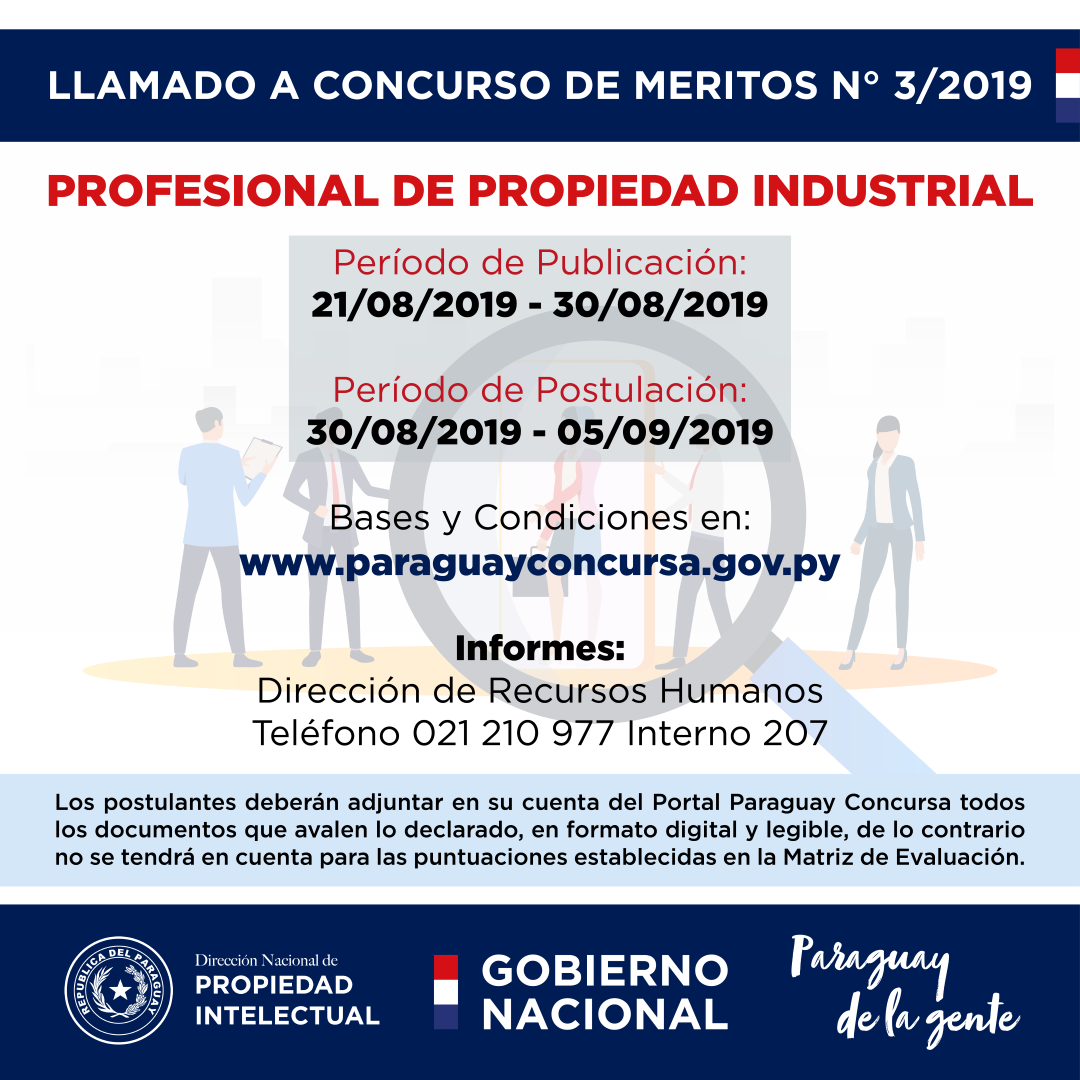 LLAMADO A CONCURSO DE MERITOS N° 3/2019
PROFESIONAL DE PROPIEDAD INDUSTRIAL
Período de Publicación:
21/08/2019 - 30/08/2019
Período de Postulación:
30/08/2019 - 05/09/2019
Bases y Condiciones en:
www.paraguayconcursa.gov.py
Informes:
Dirección de Recursos Humanos
Teléfono 021 210 977 Interno 207
Los postulantes deberán adjuntar en su cuenta del Portal Paraguay Concursa todos
los documentos que avalen lo declarado, en formato digital y legible, de lo contrario
no se tendrá en cuenta para las puntuaciones establecidas en la Matriz de Evaluación.
REPUBLICA DEL PARAGUAY
Dirección Nacional de
PROPIEDAD
INTELECTUAL
GOBIERNO
NACIONAL
Paraguay
de la gente